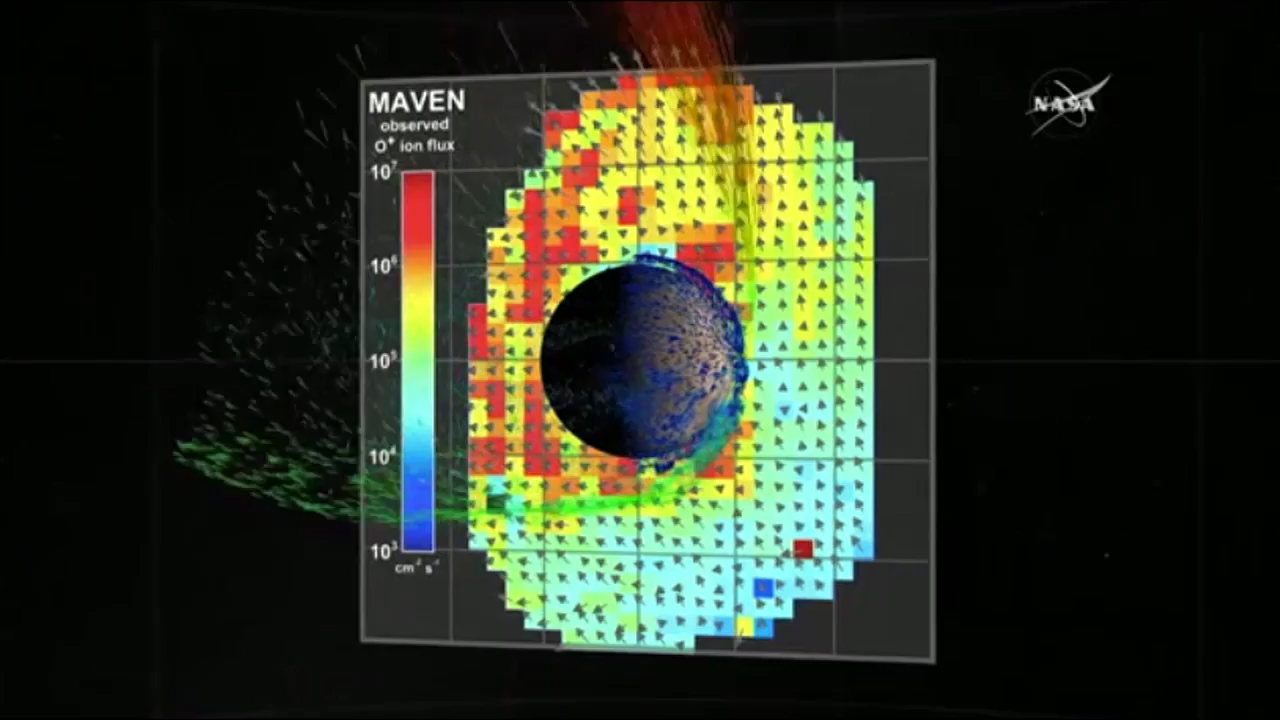 MAVEN
observed
O⁺ ion flux
10⁷
10⁶
10⁵
10⁴
10³
cm⁻² s⁻¹
NASA